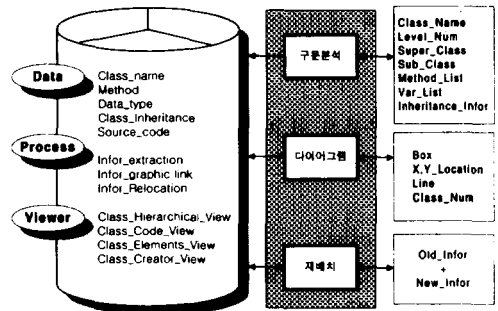 Data
Class_name
Method
Data_type
Class_Inheritance
Source_code
Process
Infor_extraction
Infor_graphic link
Infor_Relocation
Viewer
Class_Hierarchical_View
Class_Code_View
Class_Elements_View
Class_Creator_View
구문분석
다이어그램
재배치
Class_Name
Level_Num
Super_Class
Sub_Class
Method_List
Var_List
Inheritance_Infor
Box
X,Y_Location
Line
Class_Num
Old_Infor
+
New_Infor